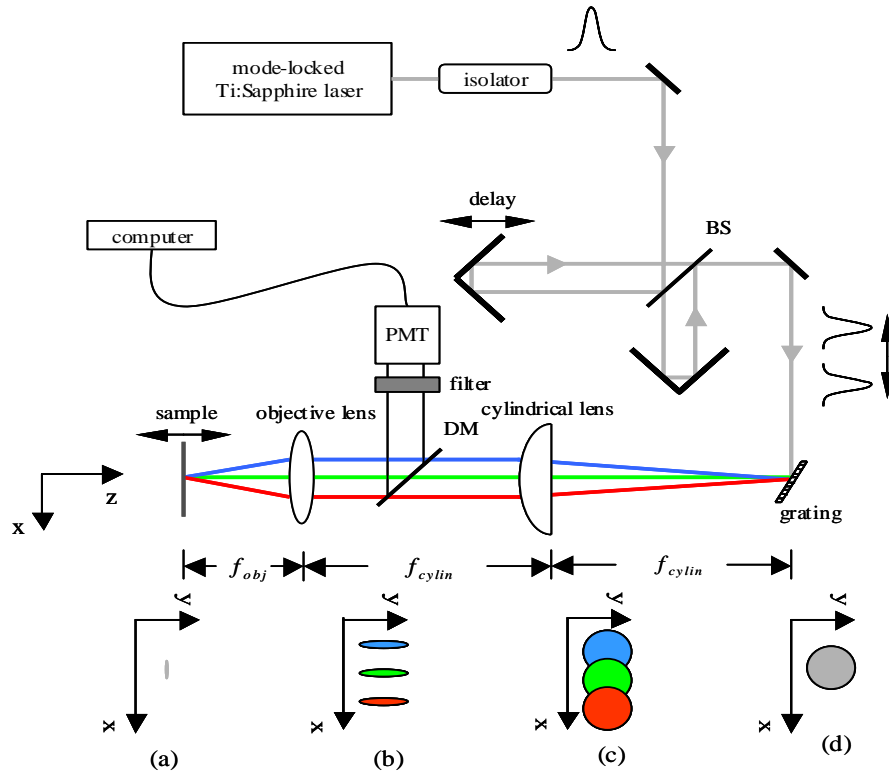 mode-locked
Ti:Sapphire laser
isolator
delay
BS
computer
PMT
filter
sample
objective lens
cylindrical lens
DM
z
x
grating
f_obj
f_cylin
f_cylin
y
y
y
y
x
x
x
x
(a)
(b)
(c)
(d)